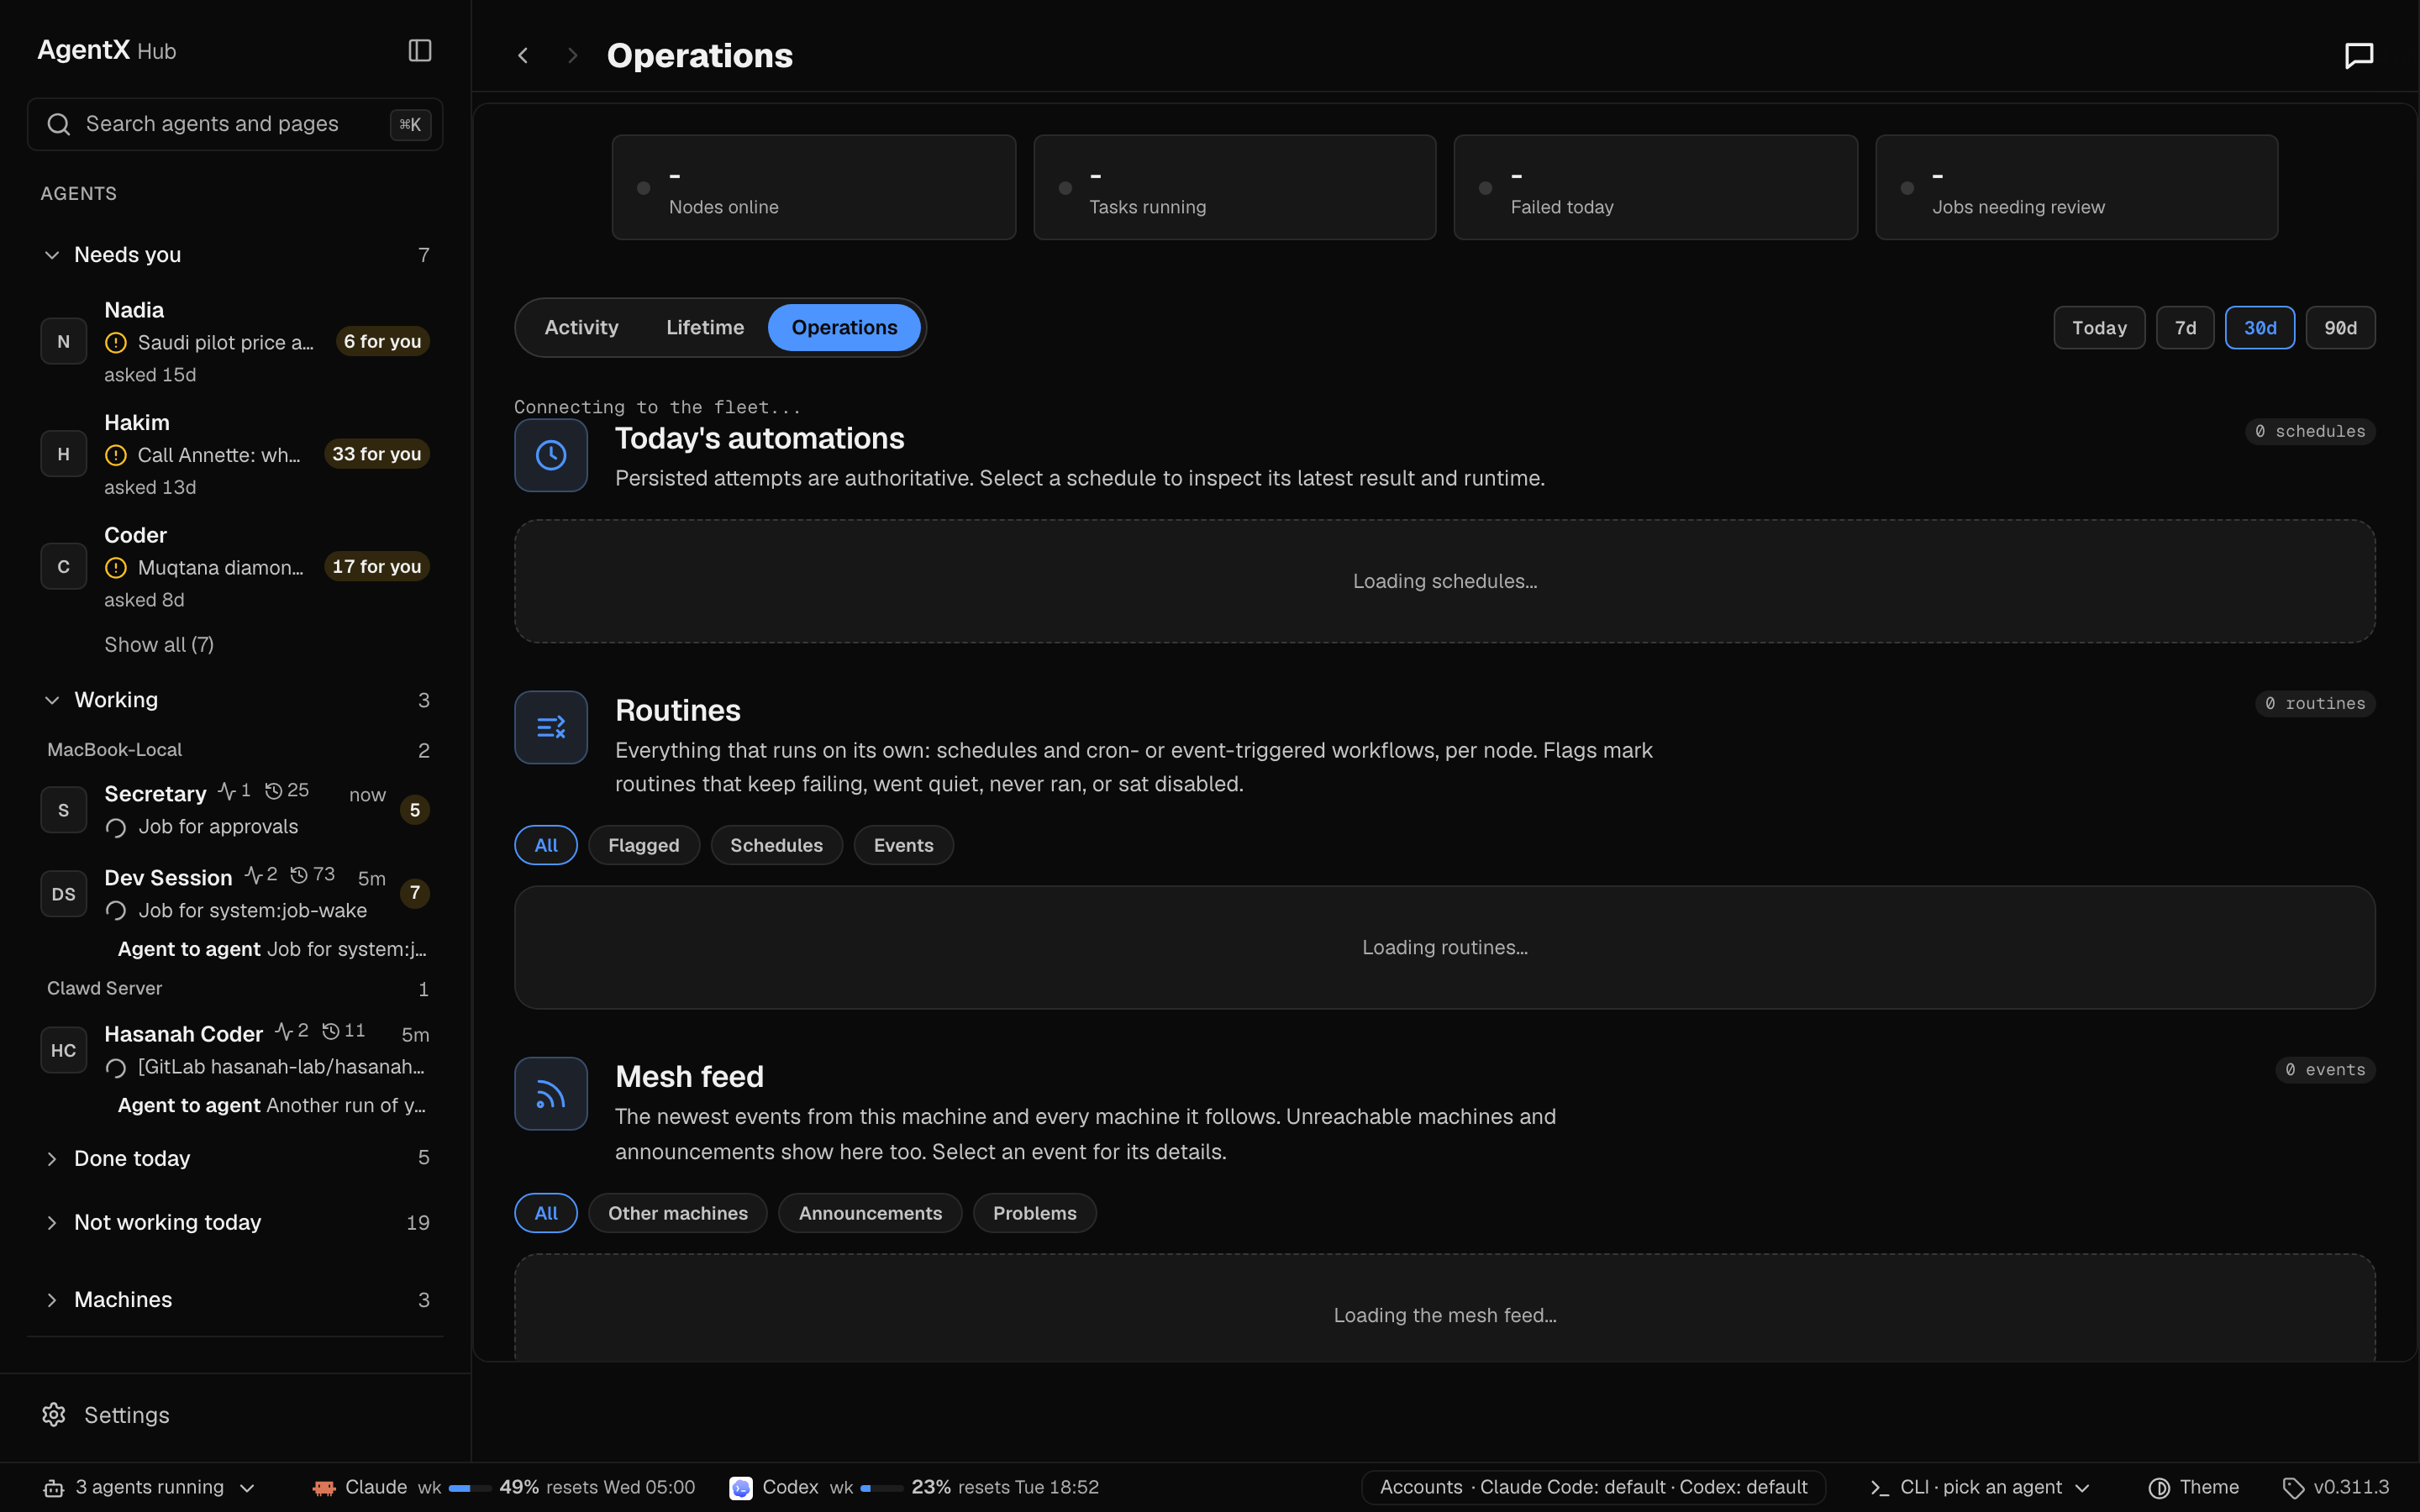 AgentX Hub
Search agents and pages ⌘K
AGENTS
Needs you 7
N
Nadia
Saudi pilot price a... 6 for you
asked 15d
H
Hakim
Call Annette: wh... 33 for you
asked 13d
C
Coder
Muqtana diamon... 17 for you
asked 8d
Show all (7)
Working 3
MacBook-Local 2
S
Secretary 1 25 now 5
Job for approvals
DS
Dev Session 2 73 5m 7
Job for system:job-wake
Agent to agent Job for system:j...
Clawd Server 1
HC
Hasanah Coder 2 11 5m
[GitLab hasanah-lab/hasanah...
Agent to agent Another run of y...
Done today 5
Not working today 19
Machines 3
Settings
Operations
-
Nodes online
-
Tasks running
-
Failed today
-
Jobs needing review
Activity Lifetime Operations
Today 7d 30d 90d
Connecting to the fleet...
Today's automations 0 schedules
Persisted attempts are authoritative. Select a schedule to inspect its latest result and runtime.
Loading schedules...
Routines 0 routines
Everything that runs on its own: schedules and cron- or event-triggered workflows, per node. Flags mark
routines that keep failing, went quiet, never ran, or sat disabled.
All Flagged Schedules Events
Loading routines...
Mesh feed 0 events
The newest events from this machine and every machine it follows. Unreachable machines and
announcements show here too. Select an event for its details.
All Other machines Announcements Problems
Loading the mesh feed...
3 agents running Claude wk 49% resets Wed 05:00 Codex wk 23% resets Tue 18:52 Accounts · Claude Code: default · Codex: default CLI · pick an agent Theme v0.311.3